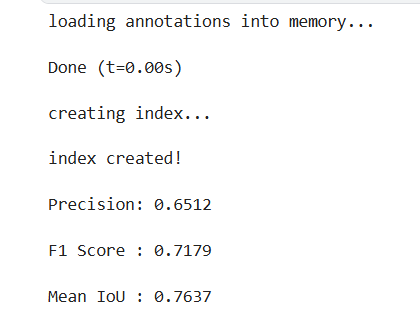 loading annotations into memory...
Done (t=0.00s)
creating index...
index created!
Precision: 0.6512
F1 Score : 0.7179
Mean IoU : 0.7637